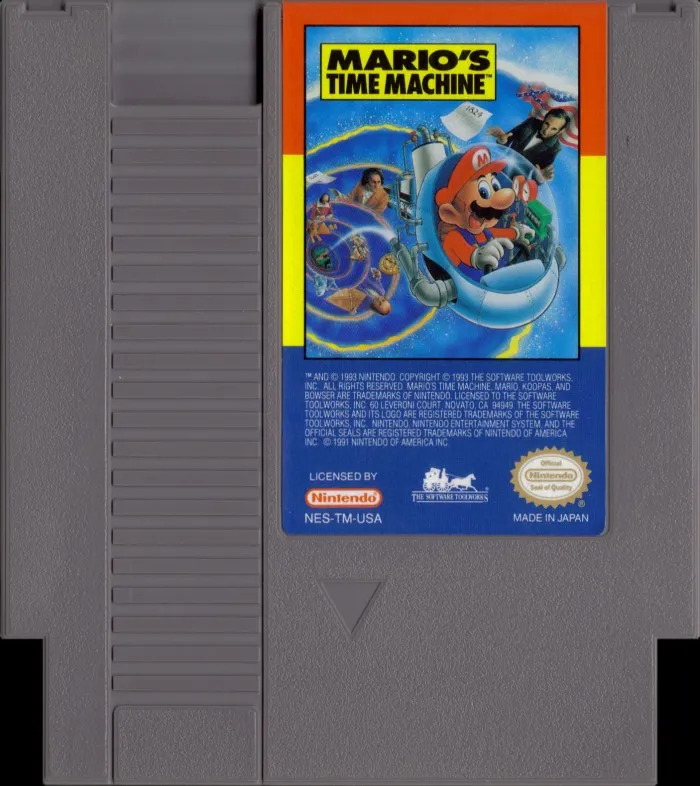 MARIO'S
TIME MACHINE™
1824
M
™ AND © 1993 NINTENDO. COPYRIGHT © 1993 THE SOFTWARE TOOLWORKS,
INC. ALL RIGHTS RESERVED. MARIO'S TIME MACHINE, MARIO, KOOPAS, AND
BOWSER ARE TRADEMARKS OF NINTENDO. LICENSED TO THE SOFTWARE
TOOLWORKS, INC. 60 LEVERONI COURT, NOVATO, CA 94949. THE SOFTWARE
TOOLWORKS AND ITS LOGO ARE REGISTERED TRADEMARKS OF THE SOFTWARE
TOOLWORKS, INC. NINTENDO, NINTENDO ENTERTAINMENT SYSTEM, AND THE
OFFICIAL SEALS ARE REGISTERED TRADEMARKS OF NINTENDO OF AMERICA
INC. © 1991 NINTENDO OF AMERICA INC.
LICENSED BY
Nintendo®
NES-TM-USA
THE SOFTWARE TOOLWORKS
Official
Nintendo
Seal of Quality
®
MADE IN JAPAN